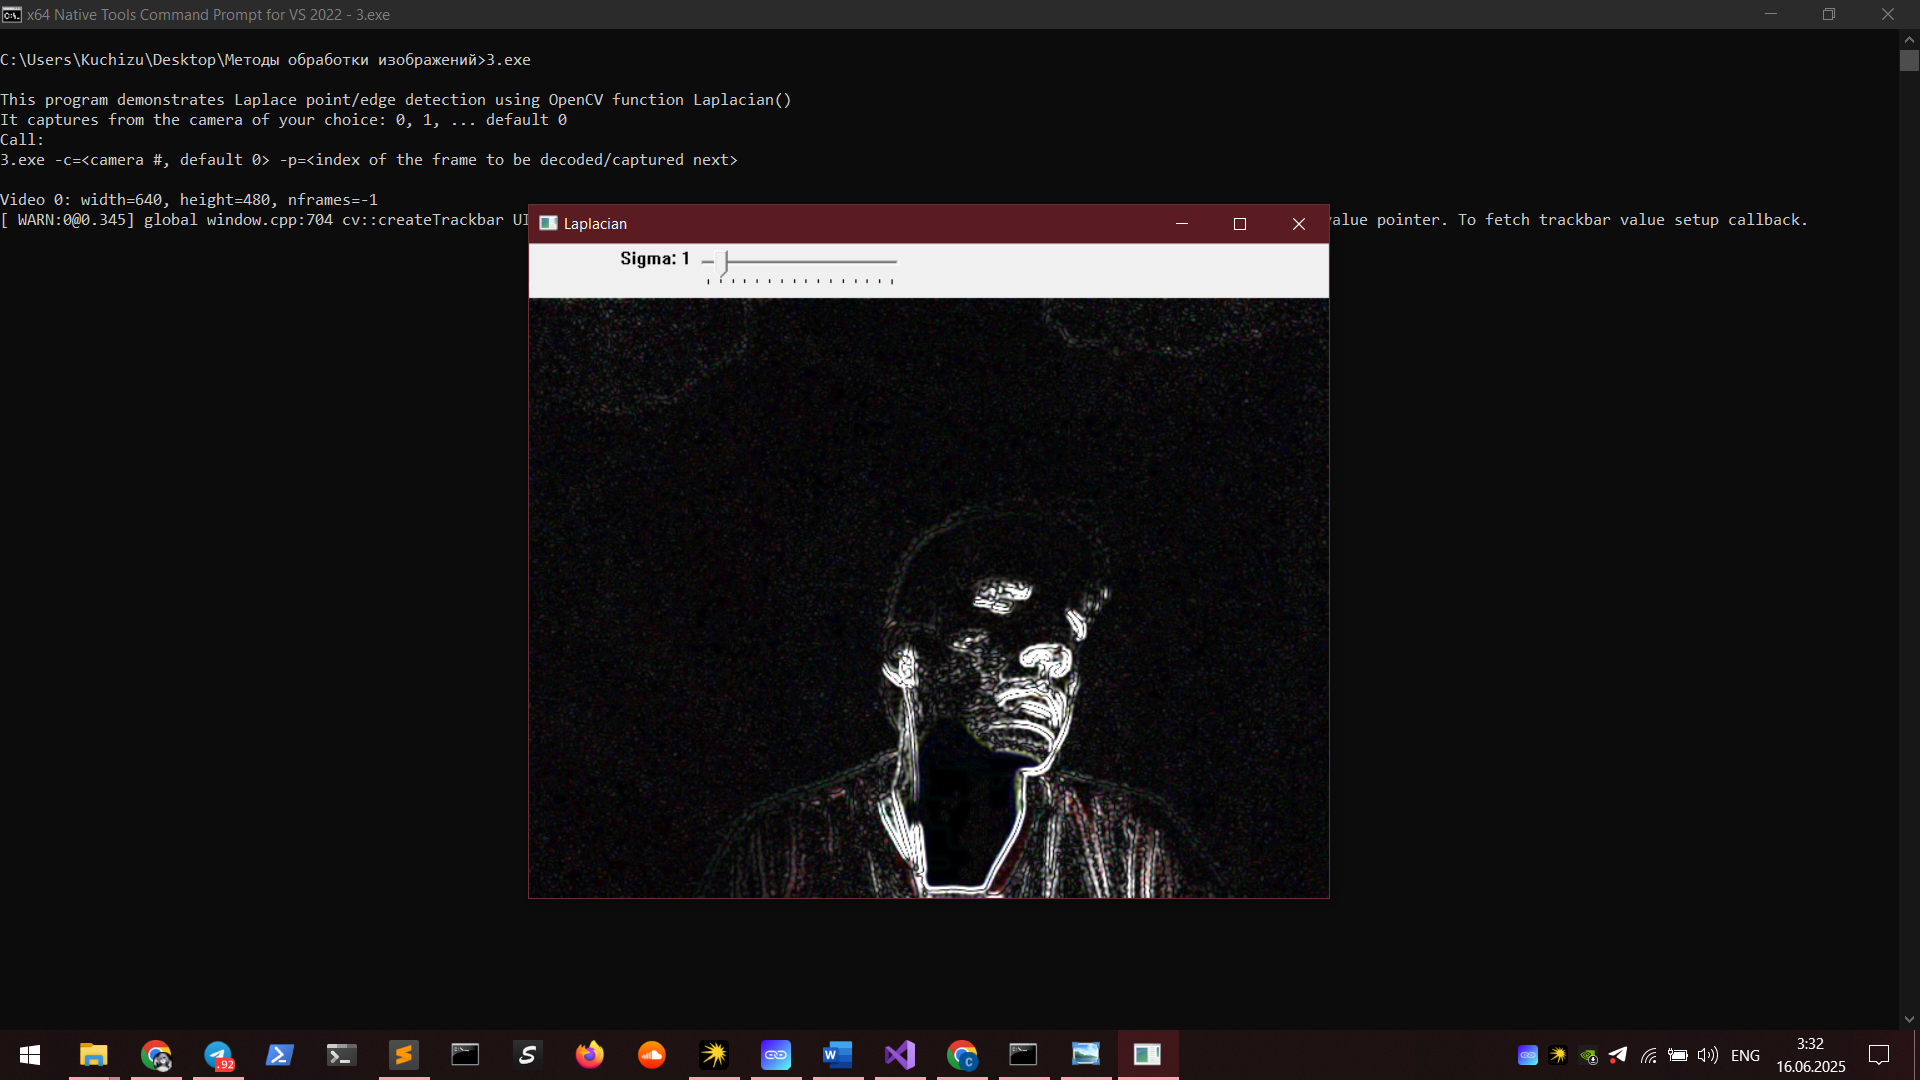 x64 Native Tools Command Prompt for VS 2022 - 3.exe
C:\Users\Kuchizu\Desktop\Методы обработки изображений>3.exe
This program demonstrates Laplace point/edge detection using OpenCV function Laplacian()
It captures from the camera of your choice: 0, 1, ... default 0
Call:
3.exe -c=<camera #, default 0> -p=<index of the frame to be decoded/captured next>
Video 0: width=640, height=480, nframes=-1
[ WARN:0@0.345] global window.cpp:704 cv::createTrackbar UI
alue pointer. To fetch trackbar value setup callback.
Laplacian
Sigma: 1
92
ENG
3:32
16.06.2025